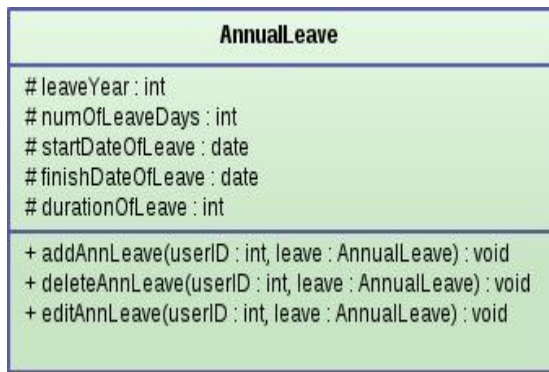 AnnualLeave
# leaveYear : int
# numOfLeaveDays : int
# startDateOfLeave : date
# finishDateOfLeave : date
# durationOfLeave : int
+ addAnnLeave(userID : int, leave : AnnualLeave) : void
+ deleteAnnLeave(userID : int, leave : AnnualLeave) : void
+ editAnnLeave(userID : int, leave : AnnualLeave) : void